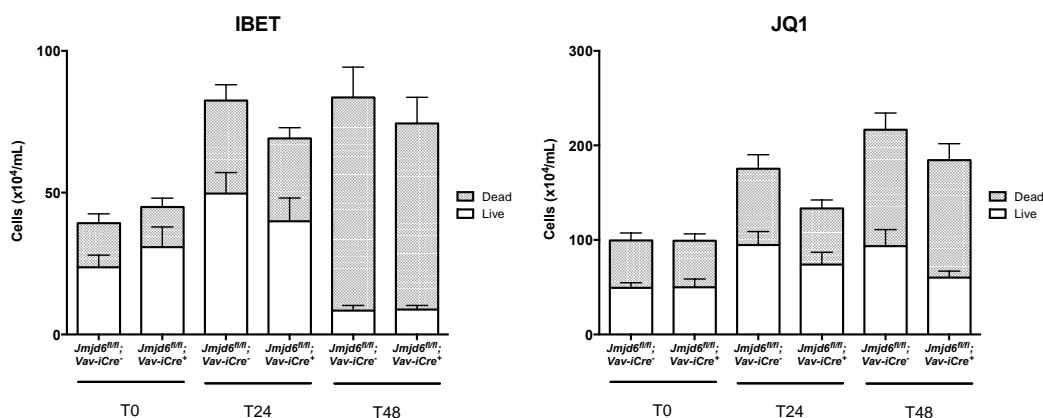 IBET
100
50
0
Cells (x10⁴/mL)
Dead
Live
Jmjd6fl/fl;
Vav-iCre-
Jmjd6fl/fl;
Vav-iCre+
Jmjd6fl/fl;
Vav-iCre-
Jmjd6fl/fl;
Vav-iCre+
Jmjd6fl/fl;
Vav-iCre-
Jmjd6fl/fl;
Vav-iCre+
T0
T24
T48
JQ1
300
200
100
0
Cells (x10⁴/mL)
Dead
Live
Jmjd6fl/fl;
Vav-iCre-
Jmjd6fl/fl;
Vav-iCre+
Jmjd6fl/fl;
Vav-iCre-
Jmjd6fl/fl;
Vav-iCre+
Jmjd6fl/fl;
Vav-iCre-
Jmjd6fl/fl;
Vav-iCre+
T0
T24
T48